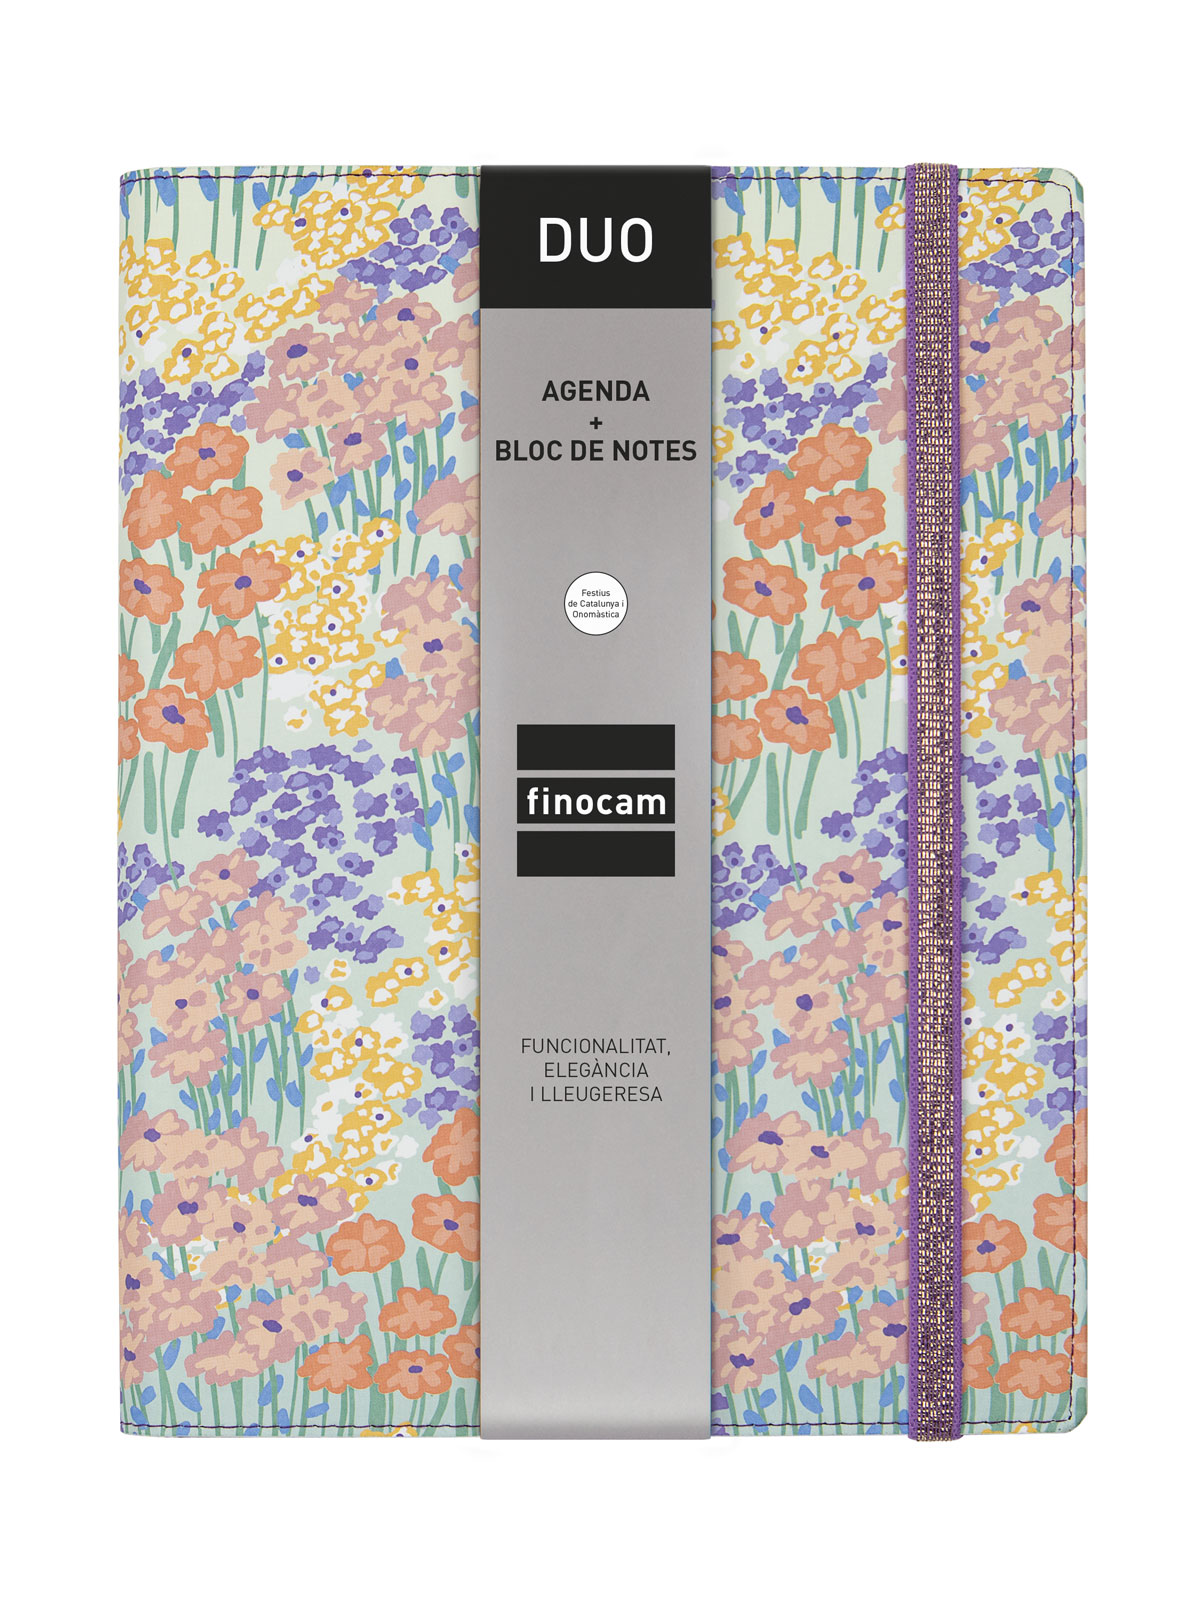 DUO
AGENDA
+
BLOC DE NOTES
Festius
de Catalunya i
Onomàstica
finocam
FUNCIONALITAT,
ELEGÀNCIA
I LLEUGERESA